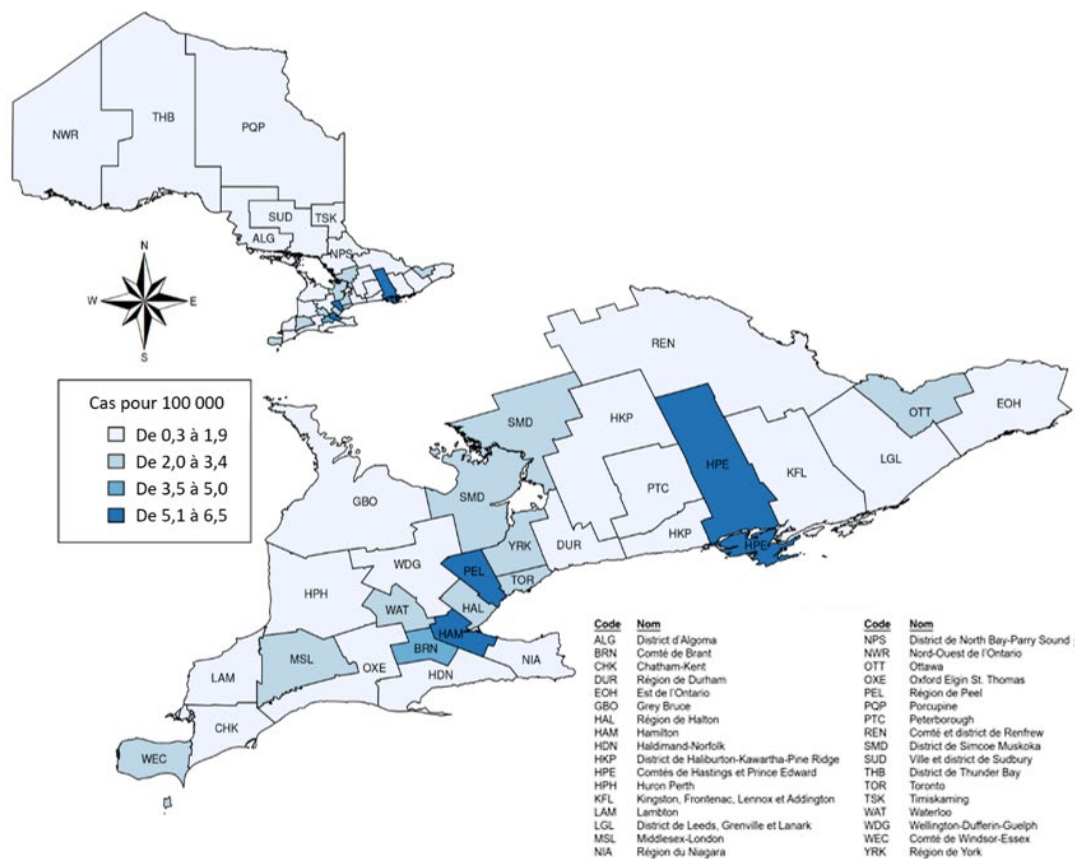 NWR
THB
PQP
SUD
TSK
ALG
NPS
N
W
E
S
Cas pour 100 000
De 0,3 à 1,9
De 2,0 à 3,4
De 3,5 à 5,0
De 5,1 à 6,5
REN
SMD
HKP
OTT
EOH
HPE
LGL
KFL
PTC
SMD
GBO
HKP
YRK
DUR
HPE
WDG
PEL
TOR
HPH
WAT
HAL
HAM
MSL
BRN
OXE
NIA
LAM
HDN
CHK
WEC
Code Nom
ALG District d'Algoma
BRN Comté de Brant
CHK Chatham-Kent
DUR Région de Durham
EOH Est de l'Ontario
GBO Grey Bruce
HAL Région de Halton
HAM Hamilton
HDN Haldimand-Norfolk
HKP District de Haliburton-Kawartha-Pine Ridge
HPE Comtés de Hastings et Prince Edward
HPH Huron Perth
KFL Kingston, Frontenac, Lennox et Addington
LAM Lambton
LGL District de Leeds, Grenville et Lanark
MSL Middlesex-London
NIA Région du Niagara
Code Nom
NPS District de North Bay-Parry Sound
NWR Nord-Ouest de l'Ontario
OTT Ottawa
OXE Oxford Elgin St. Thomas
PEL Région de Peel
PQP Porcupine
PTC Peterborough
REN Comté et district de Renfrew
SMD District de Simcoe Muskoka
SUD Ville et district de Sudbury
THB District de Thunder Bay
TOR Toronto
TSK Timiskaming
WAT Waterloo
WDG Wellington-Dufferin-Guelph
WEC Comté de Windsor-Essex
YRK Région de York